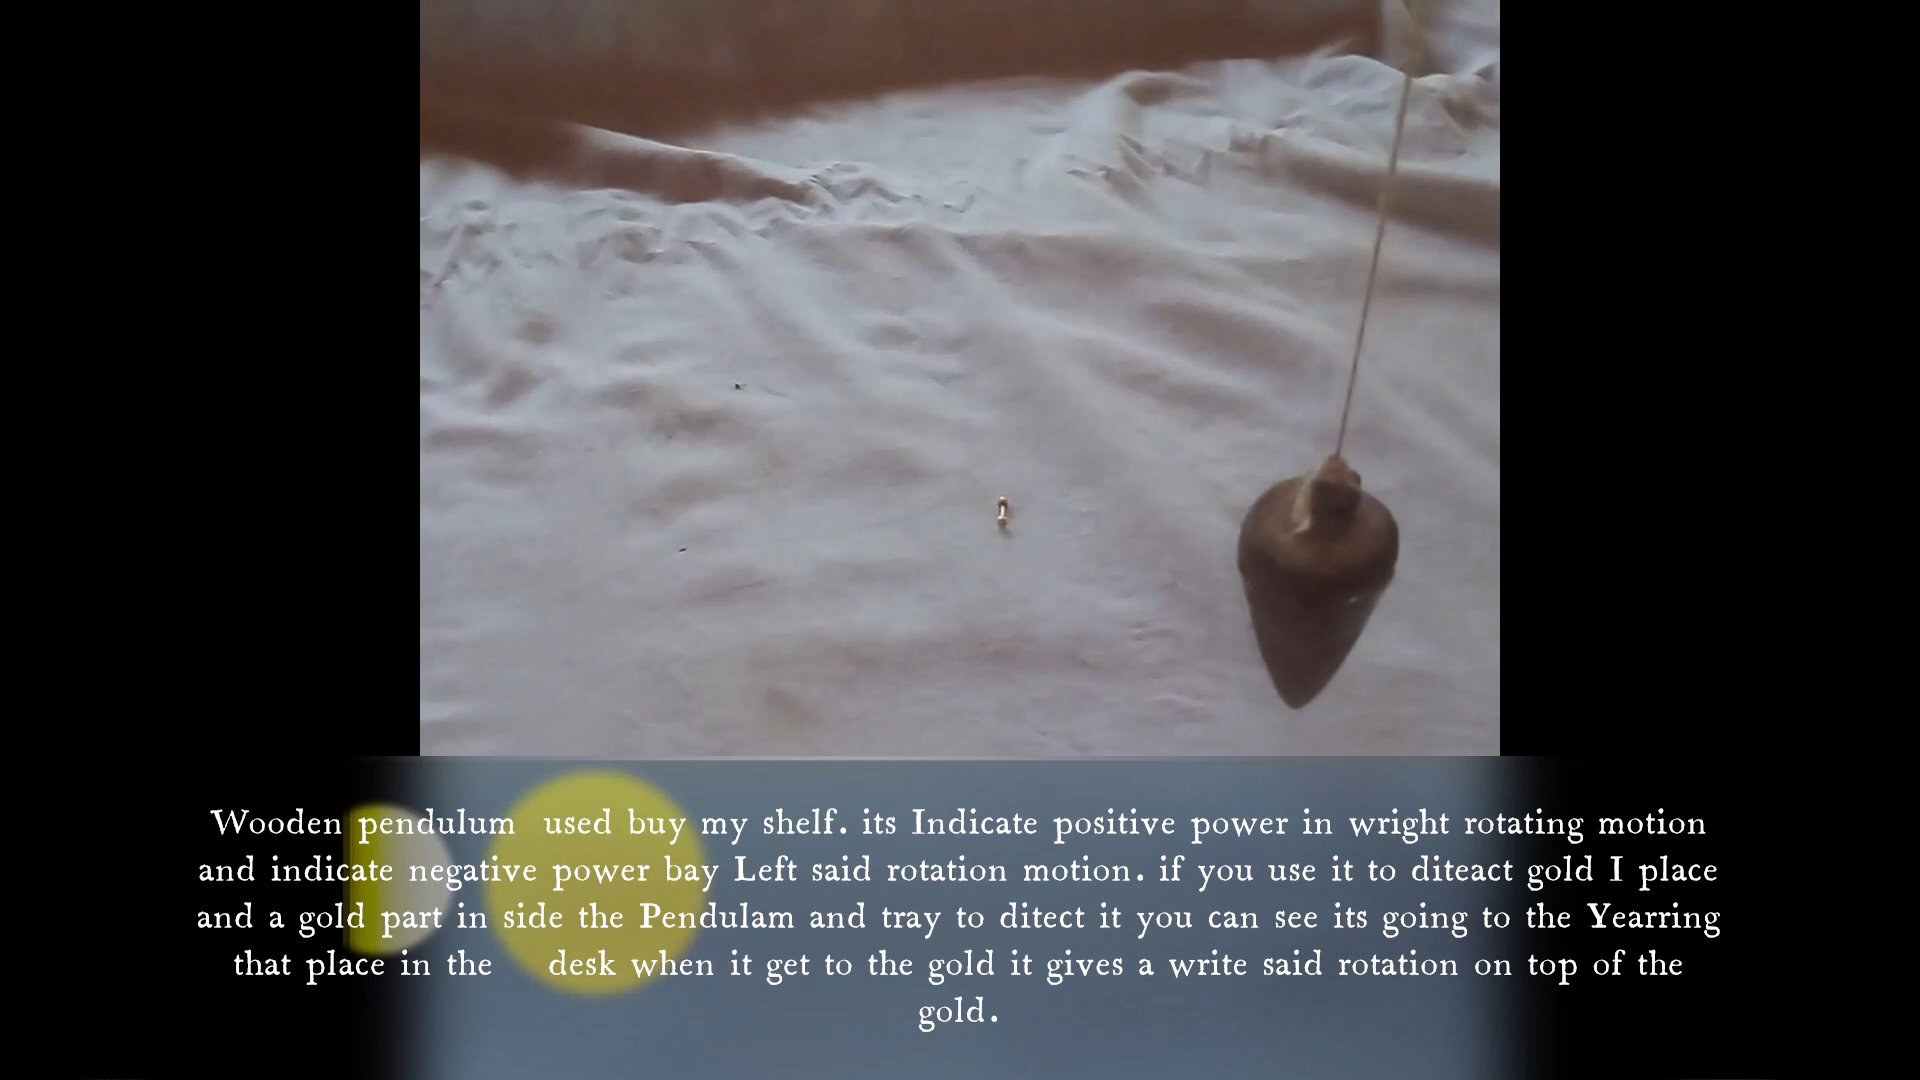 Wooden pendulum used buy my shelf. its Indicate positive power in wright rotating motion
and indicate negative power bay Left said rotation motion. if you use it to diteact gold I place
and a gold part in side the Pendulam and tray to ditect it you can see its going to the Yearring
that place in the desk when it get to the gold it gives a write said rotation on top of the
gold.